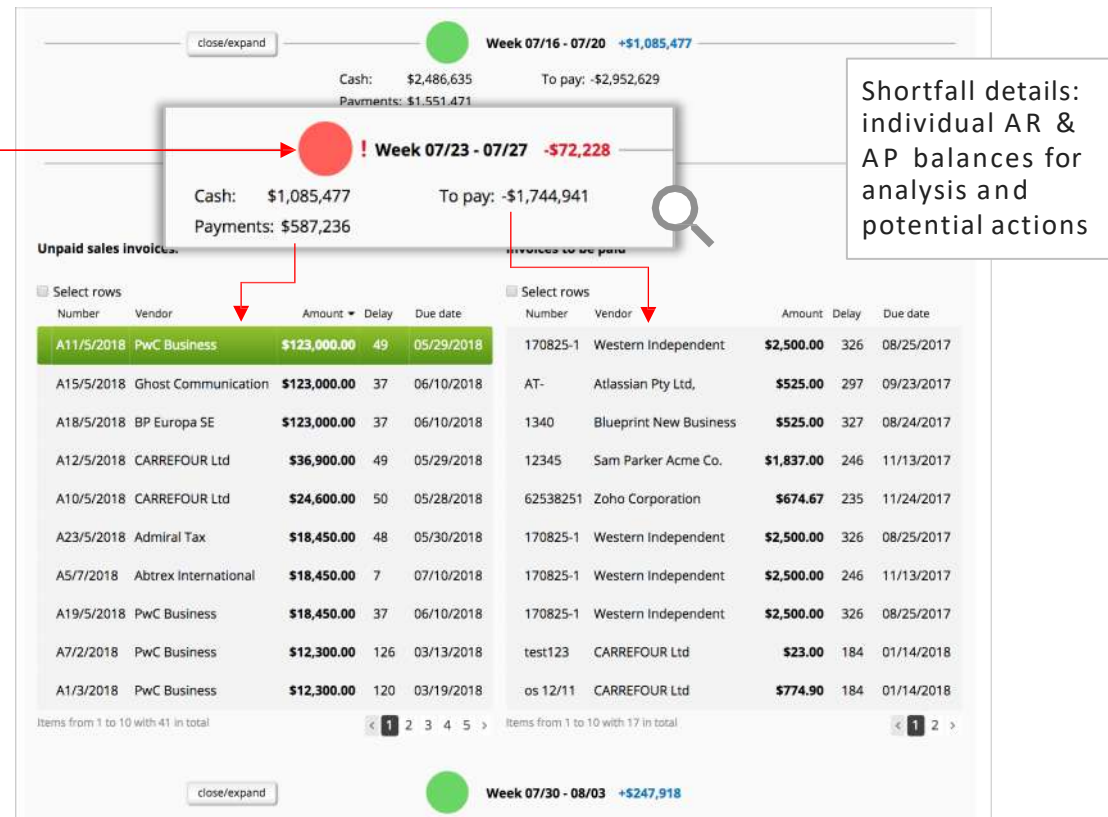 close/expand
Week 07/16 - 07/20 +$1,085,477
Cash: $2,486,635 To pay: -$2,952,629
Payments: $1,551,471
Shortfall details:
individual AR &
AP balances for
analysis and
potential actions
! Week 07/23 - 07/27 -$72,228
Cash: $1,085,477 To pay: -$1,744,941
Payments: $587,236
Unpaid sales invoices: Invoices to be paid
Select rows Select rows
Number Vendor Amount Delay Due date Number Vendor Amount Delay Due date
A11/5/2018 PwC Business $123,000.00 49 05/29/2018 170825-1 Western Independent $2,500.00 326 08/25/2017
A15/5/2018 Ghost Communication $123,000.00 37 06/10/2018 AT- Atlassian Pty Ltd, $525.00 297 09/23/2017
A18/5/2018 BP Europa SE $123,000.00 37 06/10/2018 1340 Blueprint New Business $525.00 327 08/24/2017
A12/5/2018 CARREFOUR Ltd $36,900.00 49 05/29/2018 12345 Sam Parker Acme Co. $1,837.00 246 11/13/2017
A10/5/2018 CARREFOUR Ltd $24,600.00 50 05/28/2018 62538251 Zoho Corporation $674.67 235 11/24/2017
A23/5/2018 Admiral Tax $18,450.00 48 05/30/2018 170825-1 Western Independent $2,500.00 326 08/25/2017
A5/7/2018 Abtrex International $18,450.00 7 07/10/2018 170825-1 Western Independent $2,500.00 246 11/13/2017
A19/5/2018 PwC Business $18,450.00 37 06/10/2018 170825-1 Western Independent $2,500.00 326 08/25/2017
A7/2/2018 PwC Business $12,300.00 126 03/13/2018 test123 CARREFOUR Ltd $23.00 184 01/14/2018
A1/3/2018 PwC Business $12,300.00 120 03/19/2018 os 12/11 CARREFOUR Ltd $774.90 184 01/14/2018
Items from 1 to 10 with 41 in total < 1 2 3 4 5 > Items from 1 to 10 with 17 in total < 1 2 >
close/expand
Week 07/30 - 08/03 +$247,918